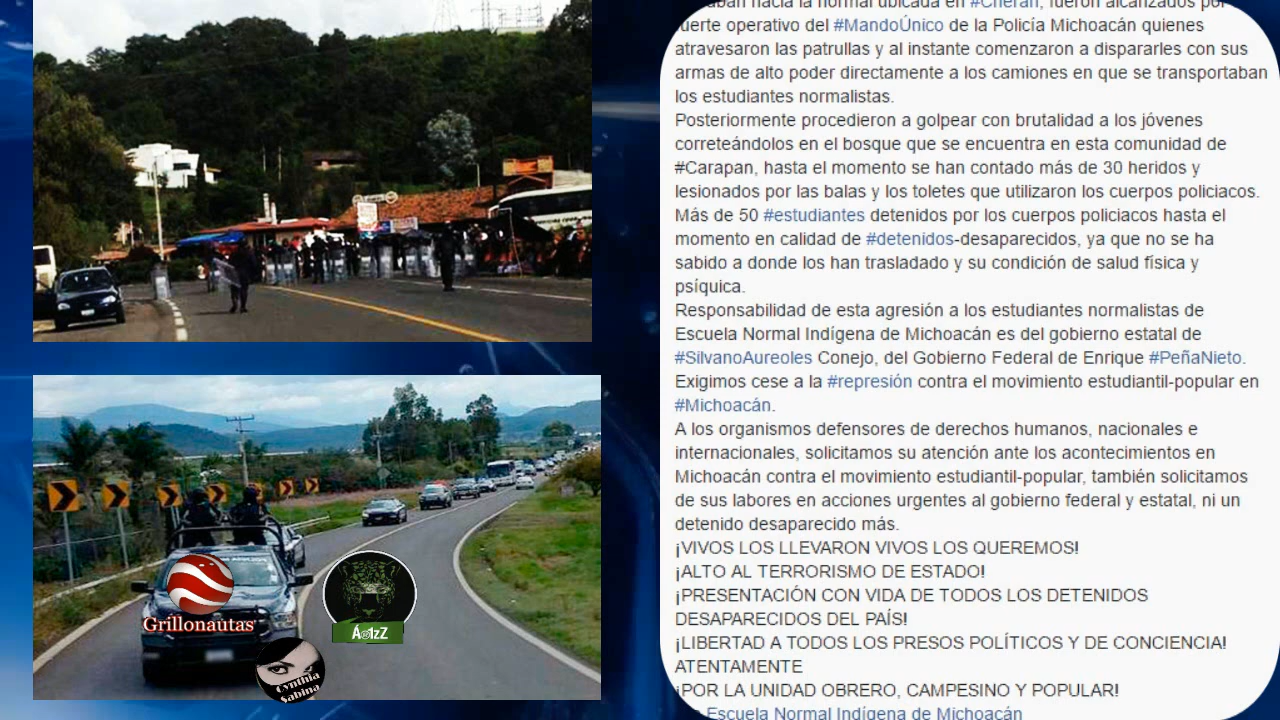 hacia la normal ubicada en #Cherán, fueron alcanzados por
fuerte operativo del #MandoÚnico de la Policía Michoacán quienes
atravesaron las patrullas y al instante comenzaron a dispararles con sus
armas de alto poder directamente a los camiones en que se transportaban
los estudiantes normalistas.
Posteriormente procedieron a golpear con brutalidad a los jóvenes
correteándolos en el bosque que se encuentra en esta comunidad de
#Carapan, hasta el momento se han contado más de 30 heridos y
lesionados por las balas y los toletes que utilizaron los cuerpos policiacos.
Más de 50 #estudiantes detenidos por los cuerpos policiacos hasta el
momento en calidad de #detenidos-desaparecidos, ya que no se ha
sabido a donde los han trasladado y su condición de salud física y
psíquica.
Responsabilidad de esta agresión a los estudiantes normalistas de
Escuela Normal Indígena de Michoacán es del gobierno estatal de
#SilvanoAureoles Conejo, del Gobierno Federal de Enrique #PeñaNieto.
Exigimos cese a la #represión contra el movimiento estudiantil-popular en
#Michoacán.
A los organismos defensores de derechos humanos, nacionales e
internacionales, solicitamos su atención ante los acontecimientos en
Michoacán contra el movimiento estudiantil-popular, también solicitamos
de sus labores en acciones urgentes al gobierno federal y estatal, ni un
detenido desaparecido más.
¡VIVOS LOS LLEVARON VIVOS LOS QUEREMOS!
¡ALTO AL TERRORISMO DE ESTADO!
¡PRESENTACIÓN CON VIDA DE TODOS LOS DETENIDOS
DESAPARECIDOS DEL PAÍS!
¡LIBERTAD A TODOS LOS PRESOS POLÍTICOS Y DE CONCIENCIA!
ATENTAMENTE
¡POR LA UNIDAD OBRERO, CAMPESINO Y POPULAR!
Escuela Normal Indígena de Michoacán
Grillonautas
Cynthia
Sabina